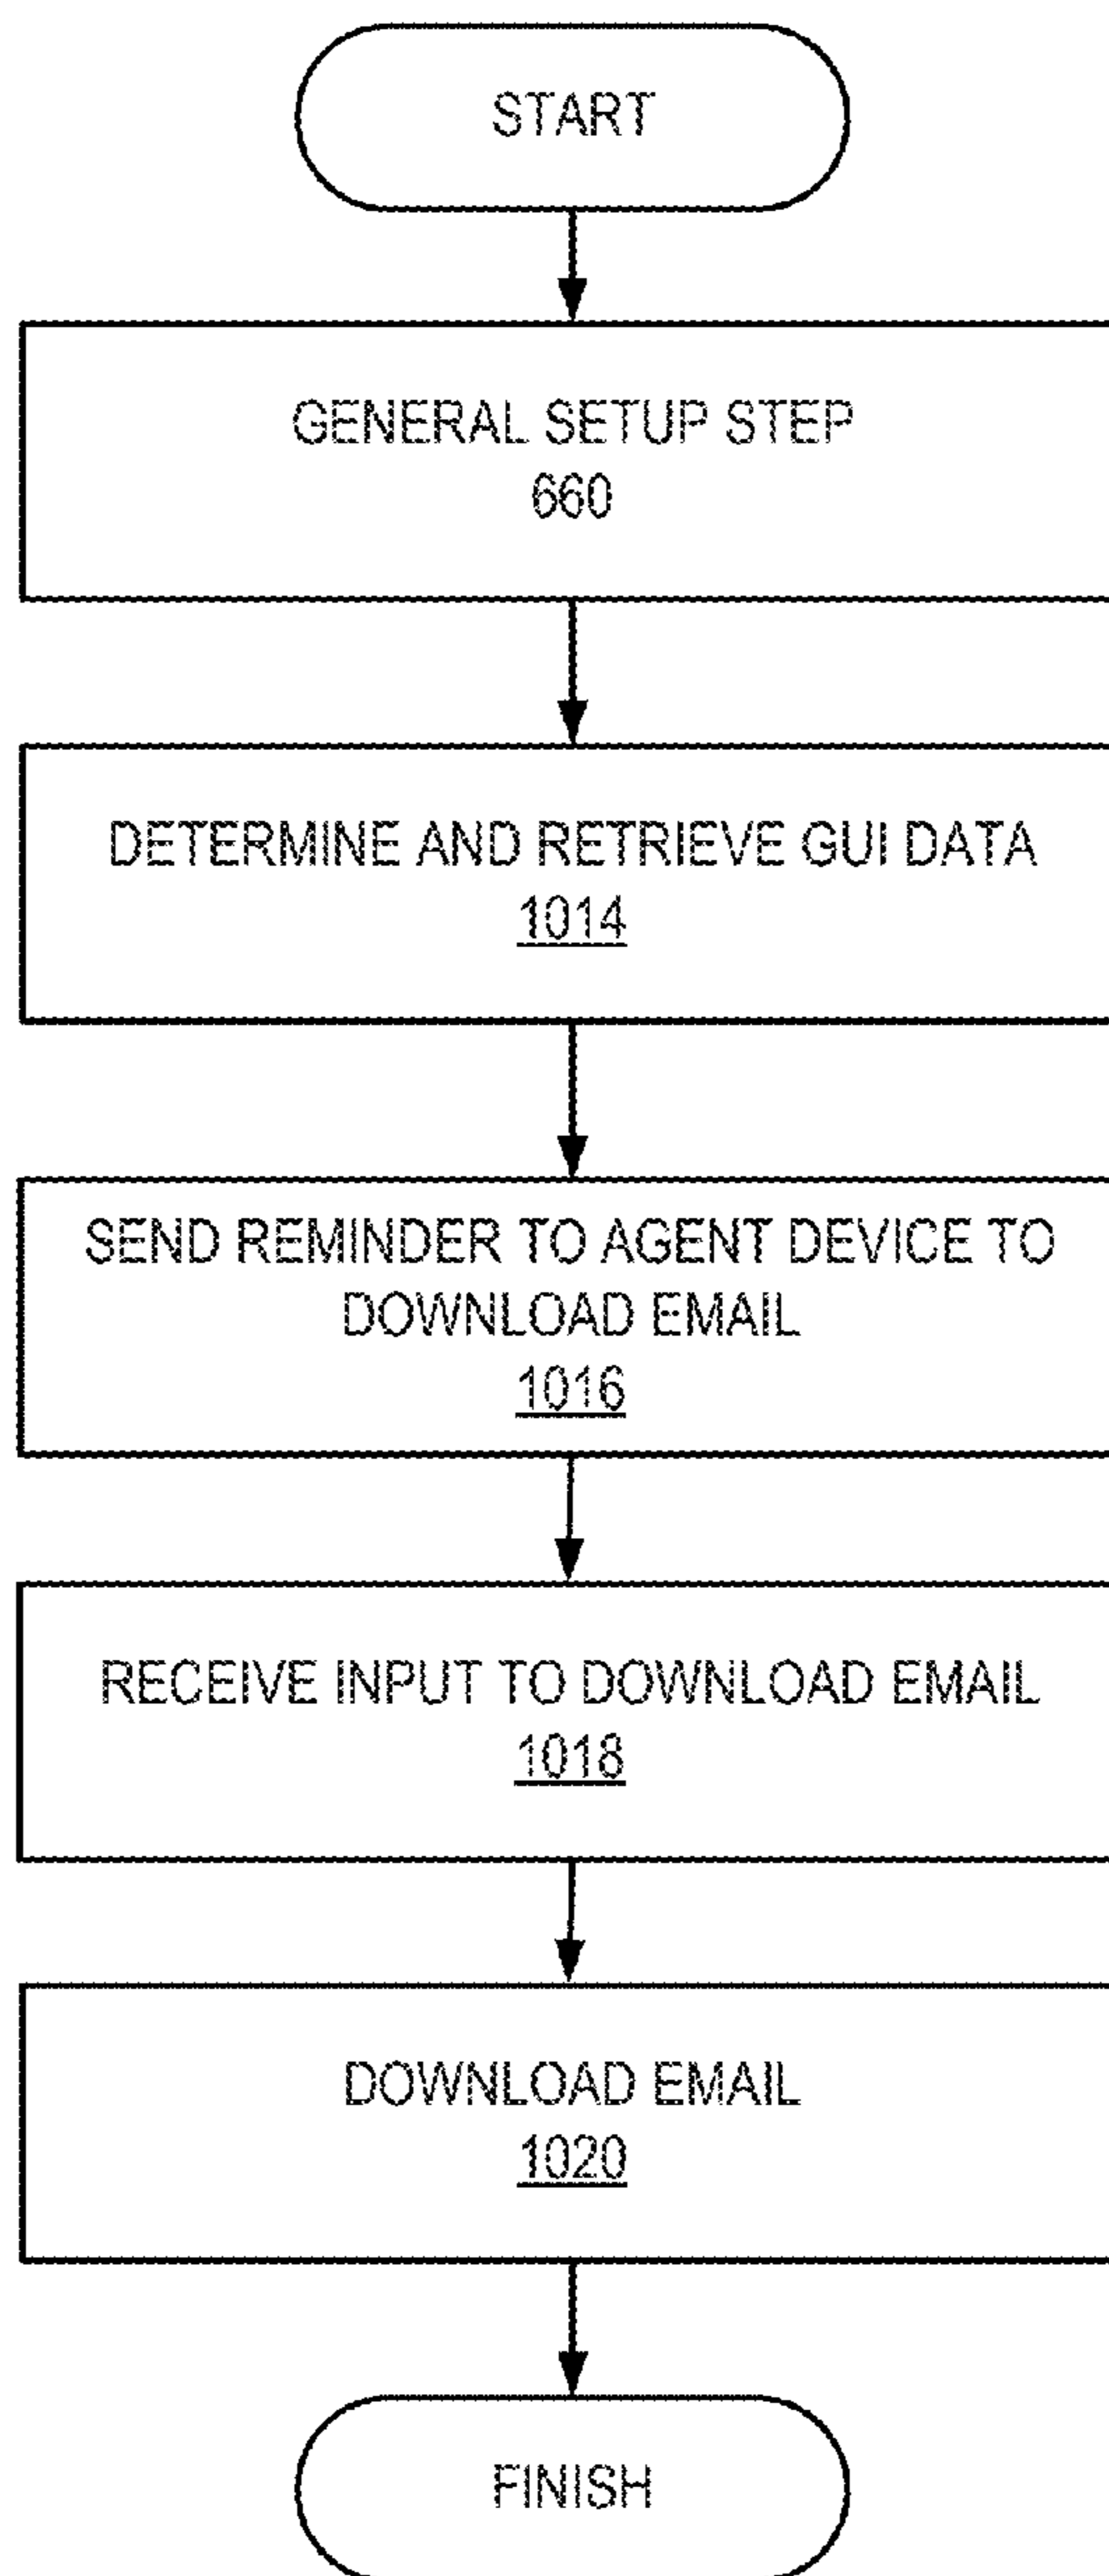 START
GENERAL SETUP STEP
660
DETERMINE AND RETRIEVE GUI DATA
1014
SEND REMINDER TO AGENT DEVICE TO
DOWNLOAD EMAIL
1016
RECEIVE INPUT TO DOWNLOAD EMAIL
1018
DOWNLOAD EMAIL
1020
FINISH